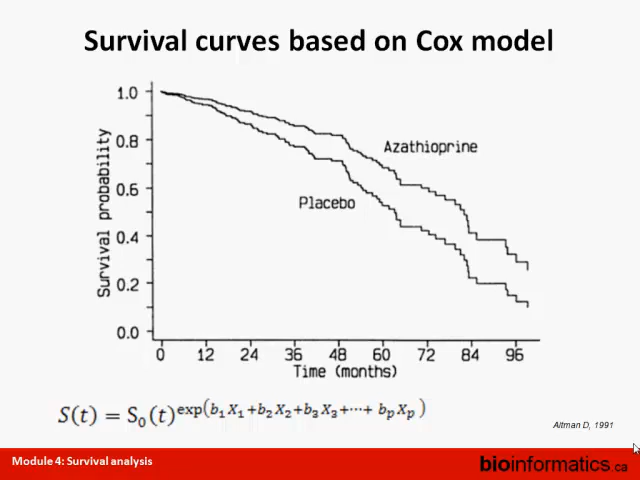 Survival curves based on Cox model
1.0
0.8
0.6
0.4
0.2
0.0
Survival probability
Azathioprine
Placebo
0 12 24 36 48 60 72 84 96
Time (months)
S(t) = S₀(t)^exp(b₁X₁+b₂X₂+b₃X₃+⋯+ bₚXₚ)
Altman D, 1991
Module 4: Survival analysis
bioinformatics.ca